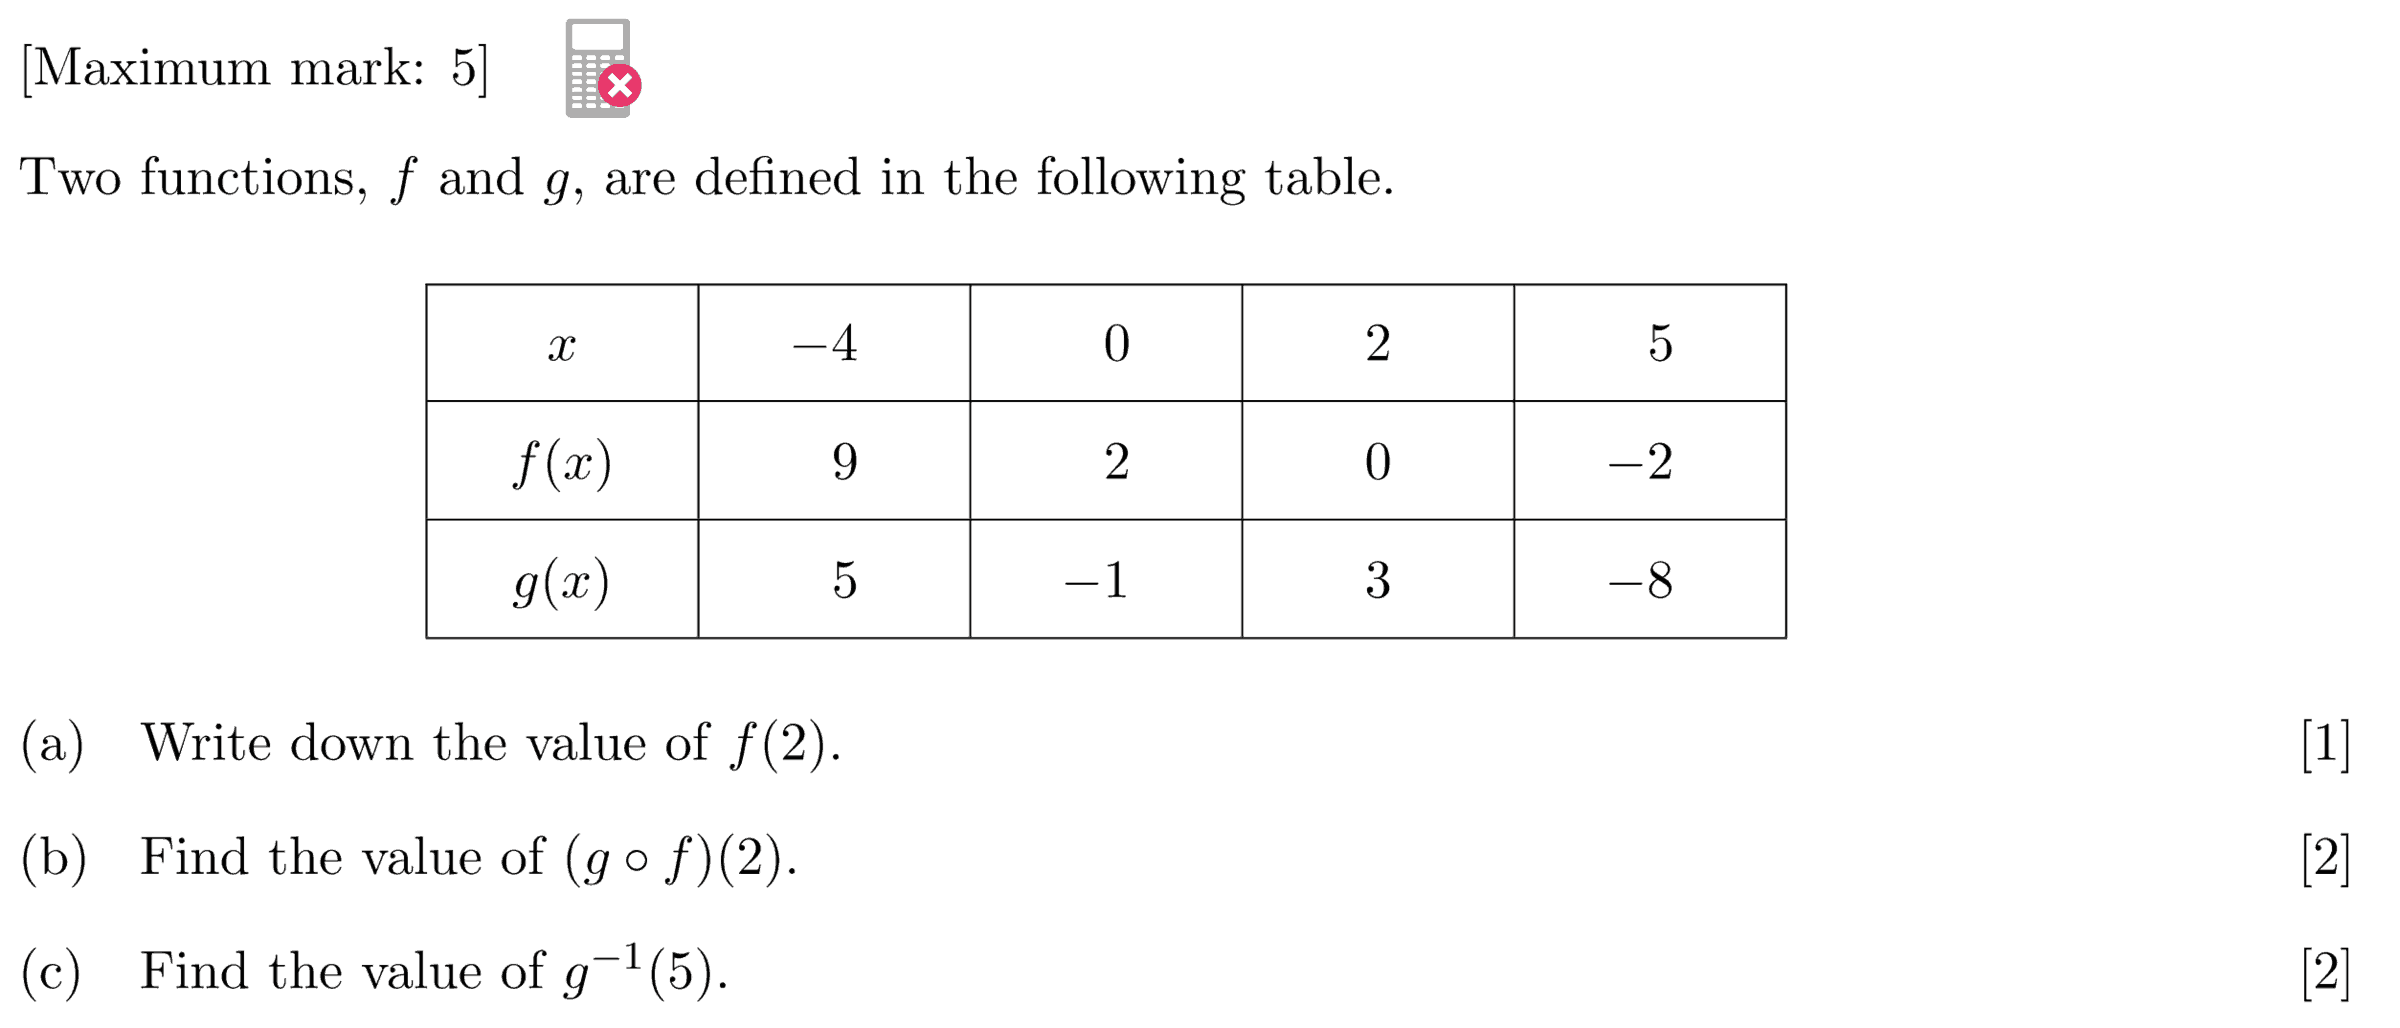 [Maximum mark: 5]
Two functions, f and g, are defined in the following table.
x −4 0 2 5
f(x) 9 2 0 −2
g(x) 5 −1 3 −8
(a) Write down the value of f(2). [1]
(b) Find the value of (g ∘ f)(2). [2]
(c) Find the value of g⁻¹(5). [2]